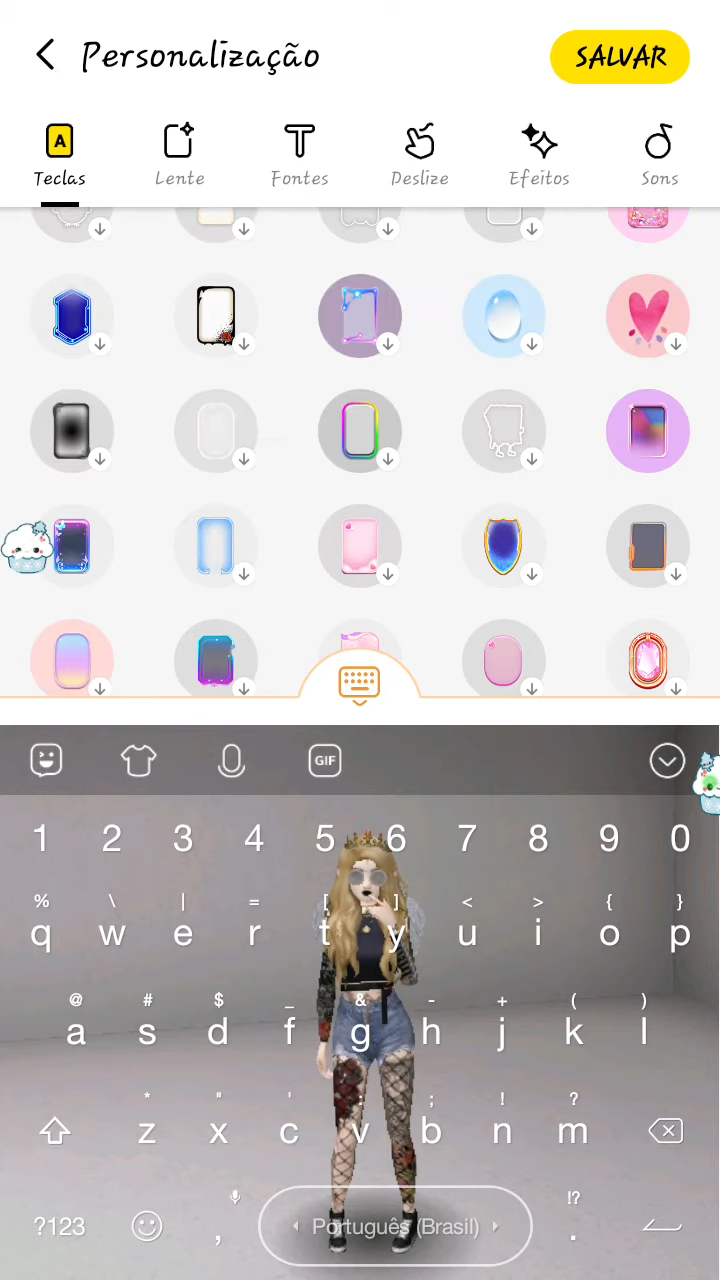 Personalização
SALVAR
A
Teclas Lente Fontes Deslize Efeitos Sons
GIF
1 2 3 4 5 6 7 8 9 0
% \ | = [ ] < > { }
q w e r t y u i o p
@ # $ _ & - + ( )
a s d f g h j k l
* " ' : ; ! ?
z x c v b n m
!?
?123 , Português (Brasil) .